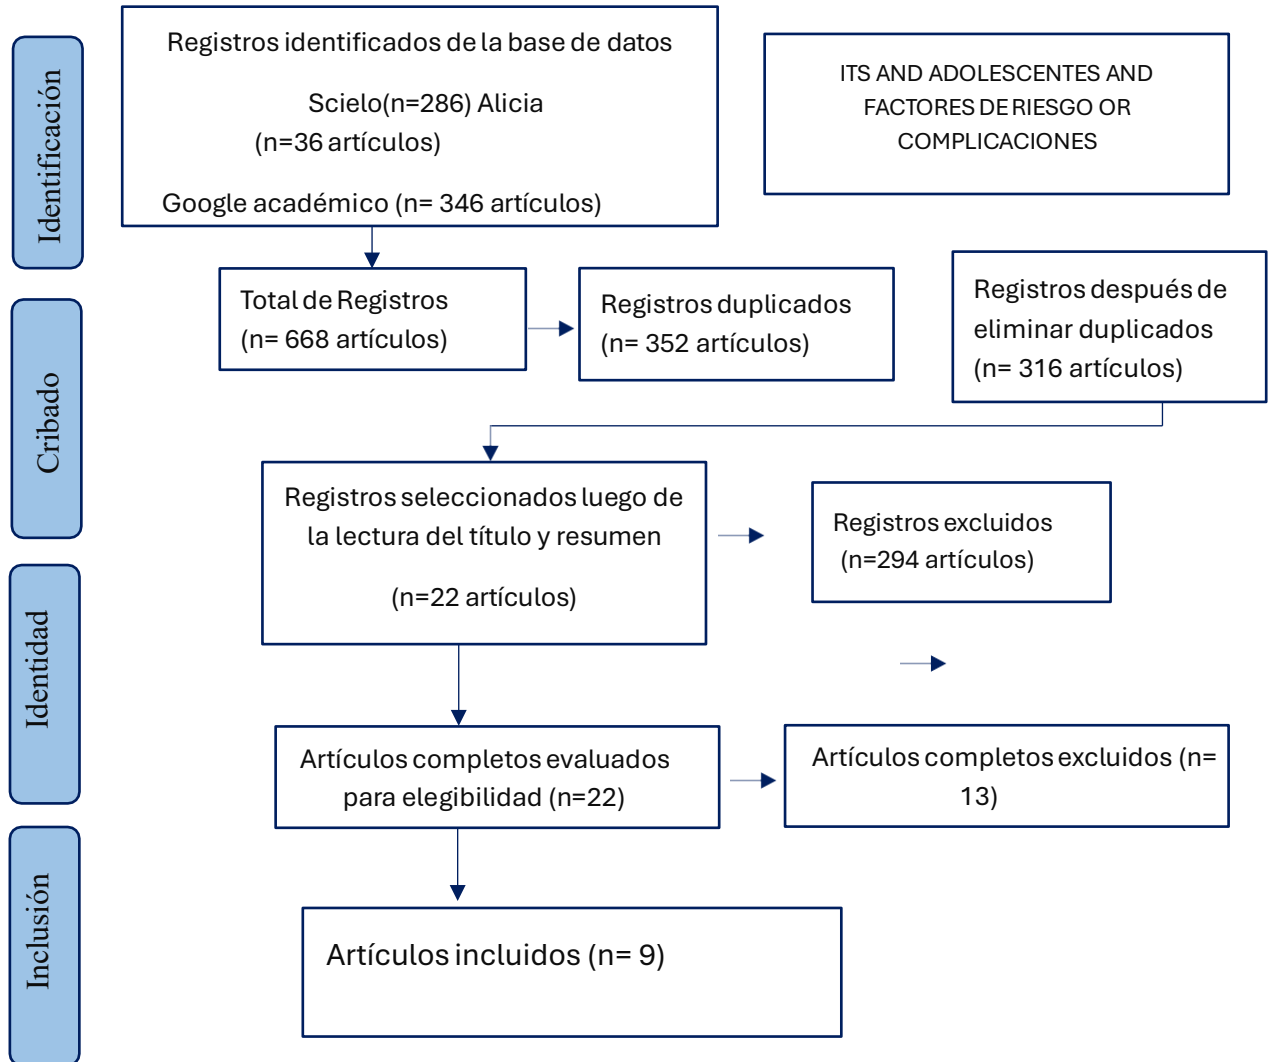 Identificación
Registros identificados de la base de datos
Scielo(n=286) Alicia
(n=36 artículos)
Google académico (n= 346 artículos)
ITS AND ADOLESCENTES AND
FACTORES DE RIESGO OR
COMPLICACIONES
Total de Registros
(n= 668 artículos)
Registros duplicados
(n= 352 artículos)
Registros después de
eliminar duplicados
(n= 316 artículos)
Cribado
Registros seleccionados luego de
la lectura del título y resumen
(n=22 artículos)
Registros excluidos
(n=294 artículos)
Identidad
Artículos completos evaluados
para elegibilidad (n=22)
Artículos completos excluidos (n=
13)
Inclusión
Artículos incluidos (n= 9)